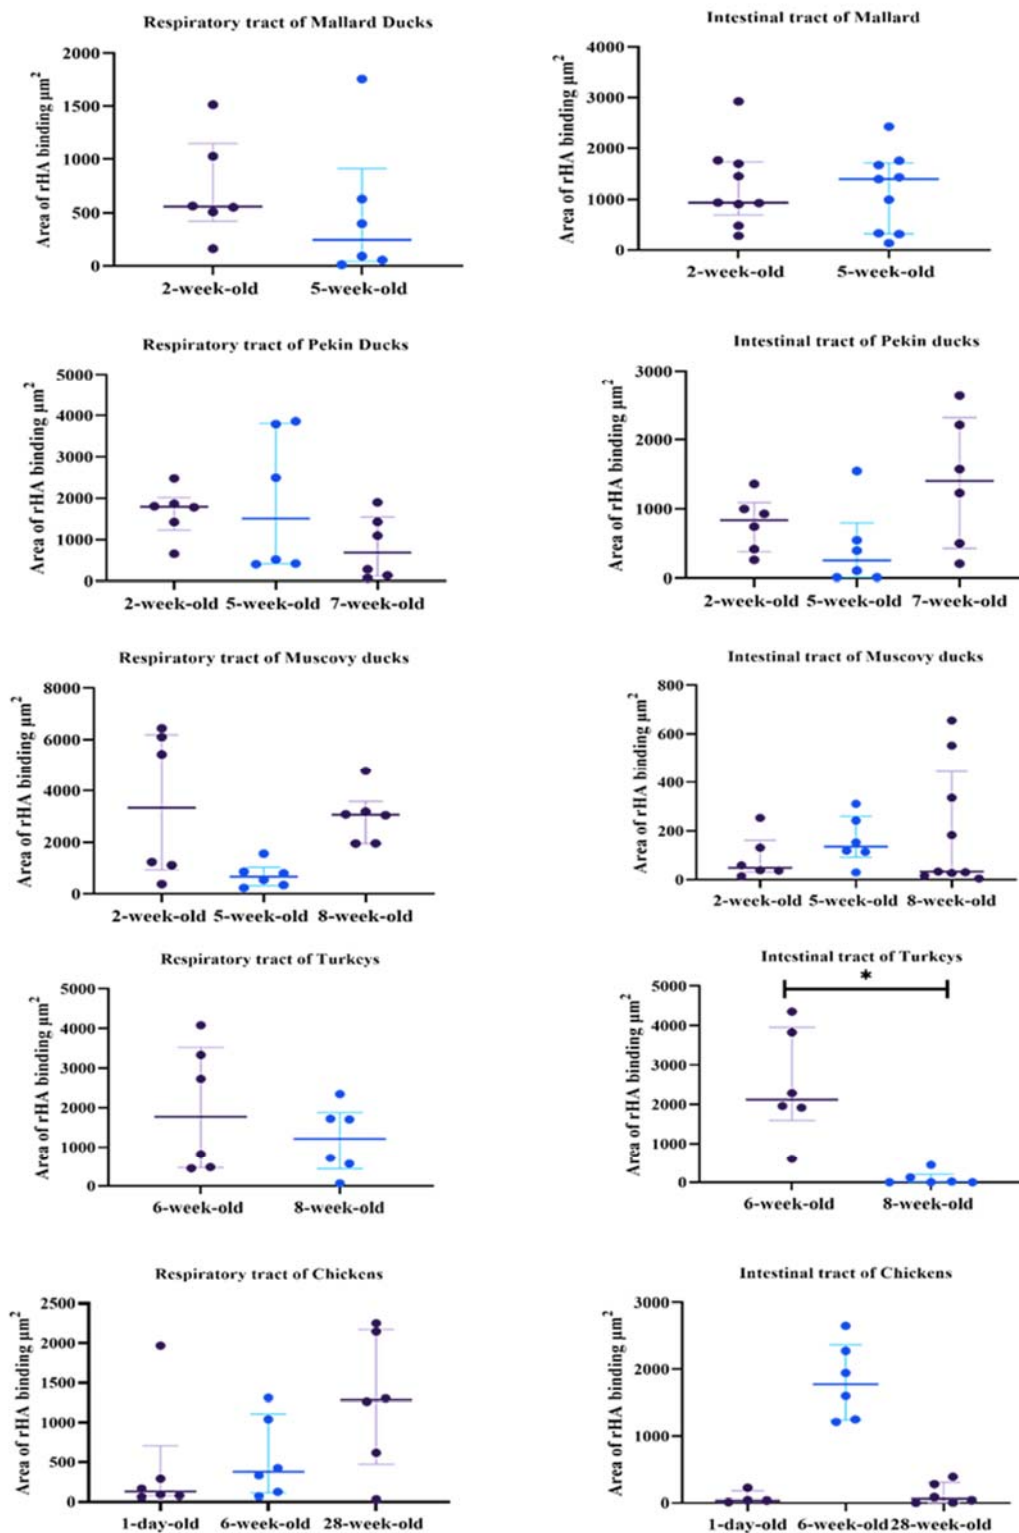 Respiratory tract of Mallard Ducks
Area of rHA binding µm²
2000
1500
1000
500
0
2-week-old 5-week-old
Intestinal tract of Mallard
Area of rHA binding µm²
4000
3000
2000
1000
0
2-week-old 5-week-old
Respiratory tract of Pekin Ducks
Area of rHA binding µm²
5000
4000
3000
2000
1000
0
2-week-old 5-week-old 7-week-old
Intestinal tract of Pekin ducks
Area of rHA binding µm²
3000
2000
1000
0
2-week-old 5-week-old 7-week-old
Respiratory tract of Muscovy ducks
Area of rHA binding µm²
8000
6000
4000
2000
0
2-week-old 5-week-old 8-week-old
Intestinal tract of Muscovy ducks
Area of rHA binding µm²
800
600
400
200
0
2-week-old 5-week-old 8-week-old
Respiratory tract of Turkeys
Area of rHA binding µm²
5000
4000
3000
2000
1000
0
6-week-old 8-week-old
Intestinal tract of Turkeys
*
Area of rHA binding µm²
5000
4000
3000
2000
1000
0
6-week-old 8-week-old
Respiratory tract of Chickens
Area of rHA binding µm²
2500
2000
1500
1000
500
0
1-day-old 6-week-old 28-week-old
Intestinal tract of Chickens
Area of rHA binding µm²
3000
2000
1000
0
1-day-old 6-week-old 28-week-old